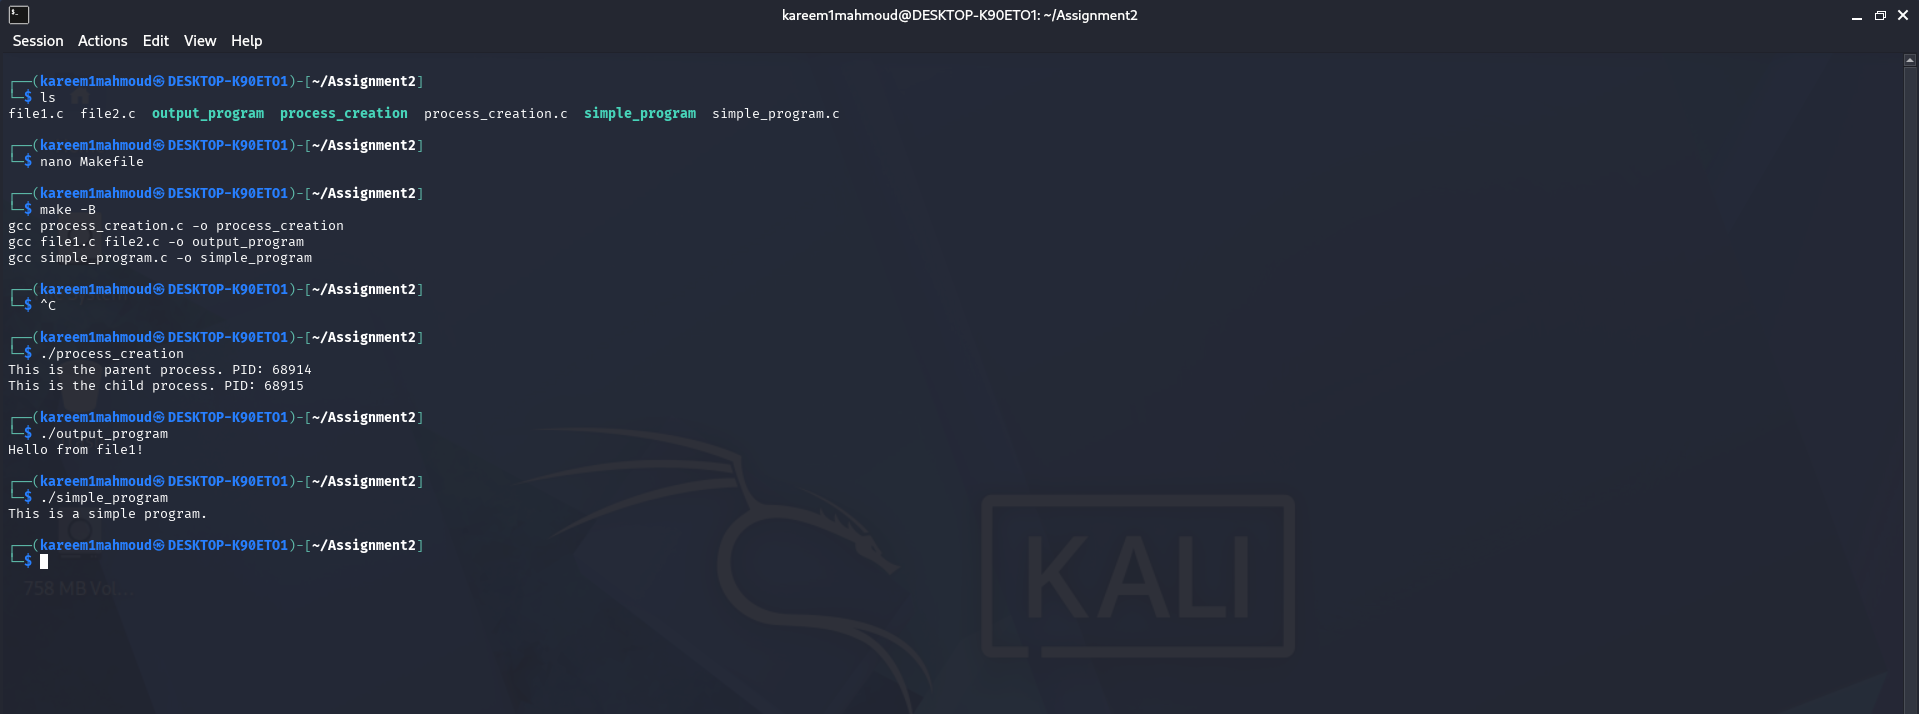 kareem1mahmoud@DESKTOP-K90ETO1: ~/Assignment2
Session Actions Edit View Help
┌──(kareem1mahmoud㉿DESKTOP-K90ETO1)-[~/Assignment2]
└─$ ls
file1.c  file2.c  output_program  process_creation  process_creation.c  simple_program  simple_program.c
┌──(kareem1mahmoud㉿DESKTOP-K90ETO1)-[~/Assignment2]
└─$ nano Makefile
┌──(kareem1mahmoud㉿DESKTOP-K90ETO1)-[~/Assignment2]
└─$ make -B
gcc process_creation.c -o process_creation
gcc file1.c file2.c -o output_program
gcc simple_program.c -o simple_program
┌──(kareem1mahmoud㉿DESKTOP-K90ETO1)-[~/Assignment2]
└─$ ^C
┌──(kareem1mahmoud㉿DESKTOP-K90ETO1)-[~/Assignment2]
└─$ ./process_creation
This is the parent process. PID: 68914
This is the child process. PID: 68915
┌──(kareem1mahmoud㉿DESKTOP-K90ETO1)-[~/Assignment2]
└─$ ./output_program
Hello from file1!
┌──(kareem1mahmoud㉿DESKTOP-K90ETO1)-[~/Assignment2]
└─$ ./simple_program
This is a simple program.
┌──(kareem1mahmoud㉿DESKTOP-K90ETO1)-[~/Assignment2]
└─$
758 MB Vol...
KALI